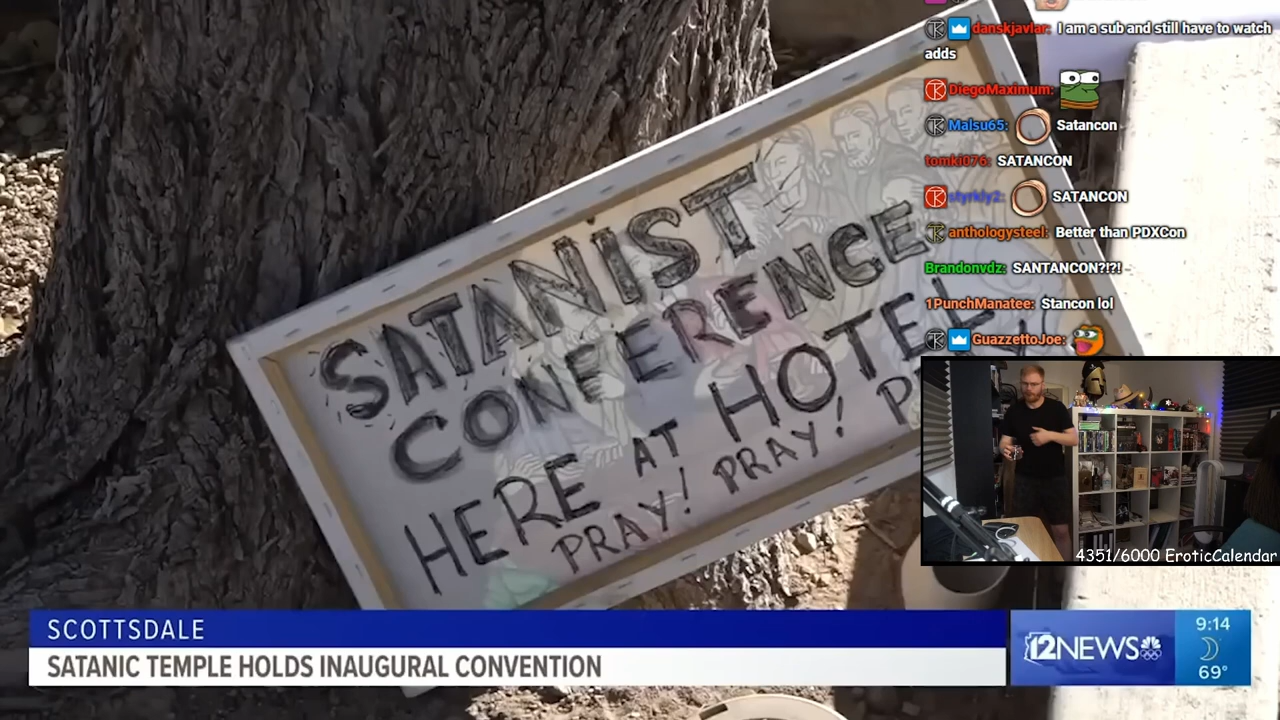 danskjavlar: I am a sub and still have to watch
adds
DiegoMaximum:
Malsu65: Satancon
tomki076: SATANCON
styrkly2: SATANCON
anthologysteel: Better than PDXCon
Brandonvdz: SANTANCON?!?!
1PunchManatee: Stancon lol
GuazzettoJoe:
SATANIST
CONFERENCE
HERE AT HOTEL
PRAY! PRAY!
4351/6000 EroticCalendar
SCOTTSDALE
SATANIC TEMPLE HOLDS INAUGURAL CONVENTION
12NEWS
9:14
69°